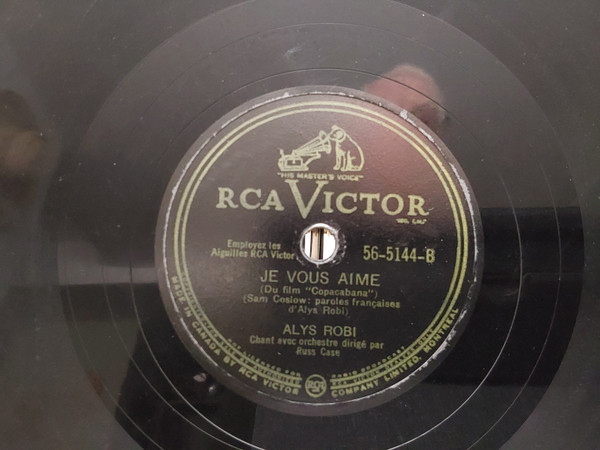 "HIS MASTER'S VOICE"
RCA VICTOR
Employez les
Aiguilles RCA Victor
56-5144-B
JE VOUS AIME
(Du film "Copacabana")
(Sam Coslow: paroles françaises
d'Alys Robi)
ALYS ROBI
Chant avec orchestre dirigé par
Russ Case
MADE IN CANADA BY RCA VICTOR COMPANY LIMITED, MONTREAL
RCA